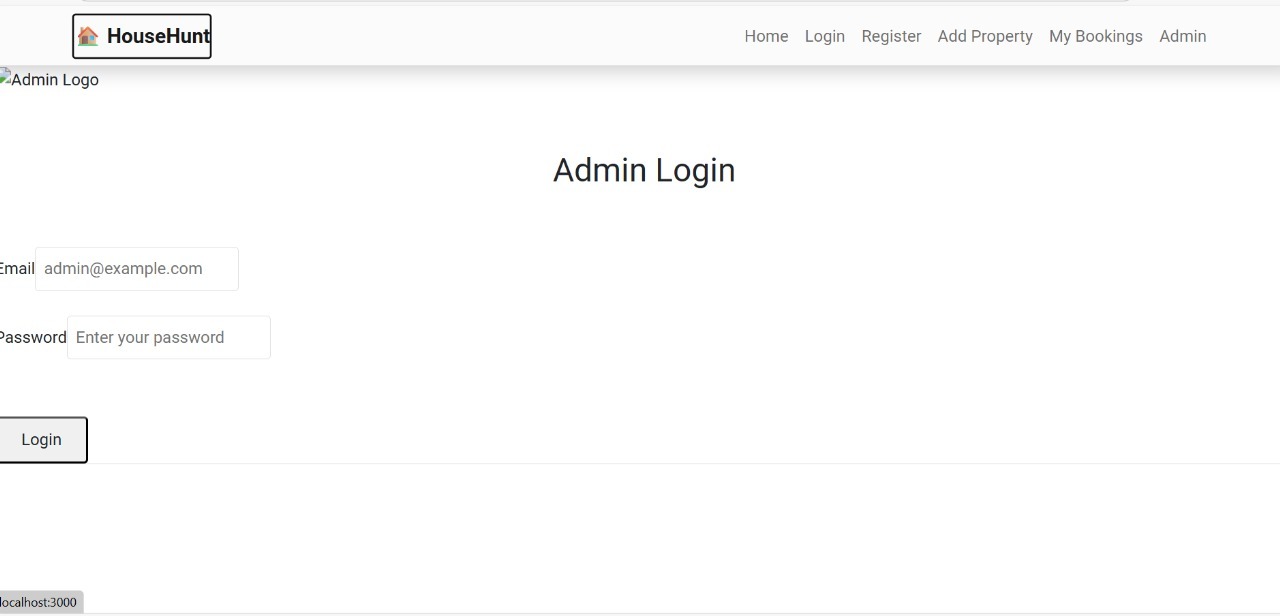 HouseHunt
Home Login Register Add Property My Bookings Admin
Admin Logo
Admin Login
Email admin@example.com
Password Enter your password
Login
localhost:3000